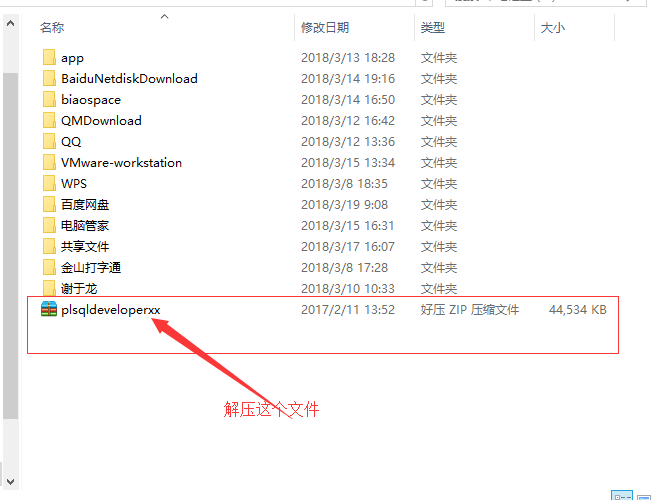 名称 修改日期 类型 大小
app 2018/3/13 18:28 文件夹
BaiduNetdiskDownload 2018/3/14 19:16 文件夹
biaospace 2018/3/14 16:50 文件夹
QMDownload 2018/3/12 16:42 文件夹
QQ 2018/3/12 13:36 文件夹
VMware-workstation 2018/3/15 13:34 文件夹
WPS 2018/3/8 18:35 文件夹
百度网盘 2018/3/19 9:08 文件夹
电脑管家 2018/3/15 16:31 文件夹
共享文件 2018/3/17 16:07 文件夹
金山打字通 2018/3/8 17:28 文件夹
谢于龙 2018/3/10 10:33 文件夹
plsqldeveloperxx 2017/2/11 13:52 好压 ZIP 压缩文件 44,534 KB
解压这个文件